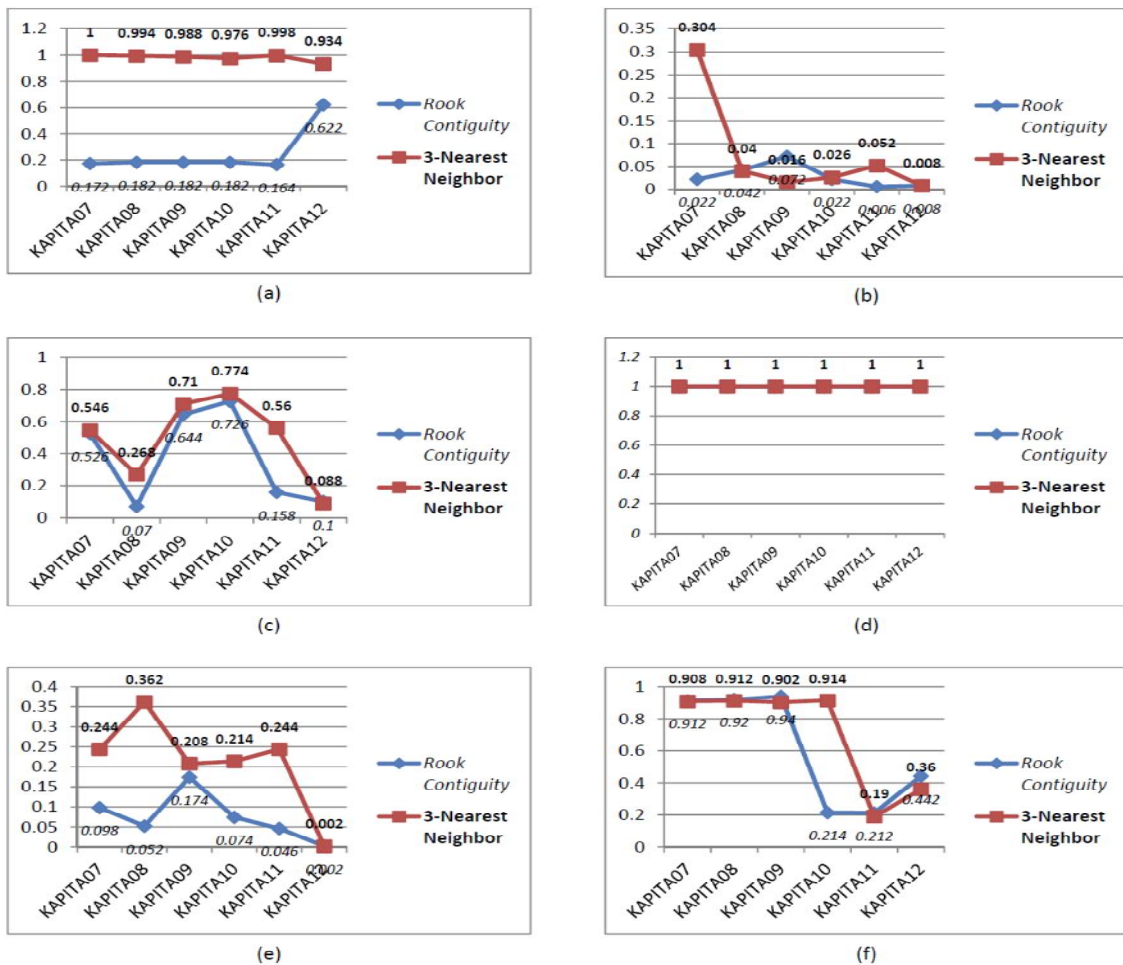 1.2
1
0.8
0.6
0.4
0.2
0
1 0.994 0.988 0.976 0.998 0.934
0.622
0.172 0.182 0.182 0.182 0.164
KAPITA07 KAPITA08 KAPITA09 KAPITA10 KAPITA11 KAPITA12
Rook
Contiguity
3-Nearest
Neighbor
(a)
0.35
0.3
0.25
0.2
0.15
0.1
0.05
0
0.304
0.04 0.016 0.026 0.052 0.008
0.022 0.042 0.072 0.022 0.006 0.008
KAPITA07 KAPITA08 KAPITA09 KAPITA10 KAPITA11 KAPITA12
Rook
Contiguity
3-Nearest
Neighbor
(b)
1
0.8
0.6
0.4
0.2
0
0.546 0.268 0.71 0.774 0.56 0.088
0.526 0.07 0.644 0.726 0.158 0.1
KAPITA07 KAPITA08 KAPITA09 KAPITA10 KAPITA11 KAPITA12
Rook
Contiguity
3-Nearest
Neighbor
(c)
1.2
1
0.8
0.6
0.4
0.2
0
1 1 1 1 1 1
KAPITA07 KAPITA08 KAPITA09 KAPITA10 KAPITA11 KAPITA12
Rook
Contiguity
3-Nearest
Neighbor
(d)
0.4
0.35
0.3
0.25
0.2
0.15
0.1
0.05
0
0.244 0.362 0.208 0.214 0.244 0.002
0.098 0.052 0.174 0.074 0.046 0.002
KAPITA07 KAPITA08 KAPITA09 KAPITA10 KAPITA11 KAPITA12
Rook
Contiguity
3-Nearest
Neighbor
(e)
1
0.8
0.6
0.4
0.2
0
0.908 0.912 0.902 0.914 0.19 0.36
0.912 0.92 0.94 0.214 0.212 0.442
KAPITA07 KAPITA08 KAPITA09 KAPITA10 KAPITA11 KAPITA12
Rook
Contiguity
3-Nearest
Neighbor
(f)